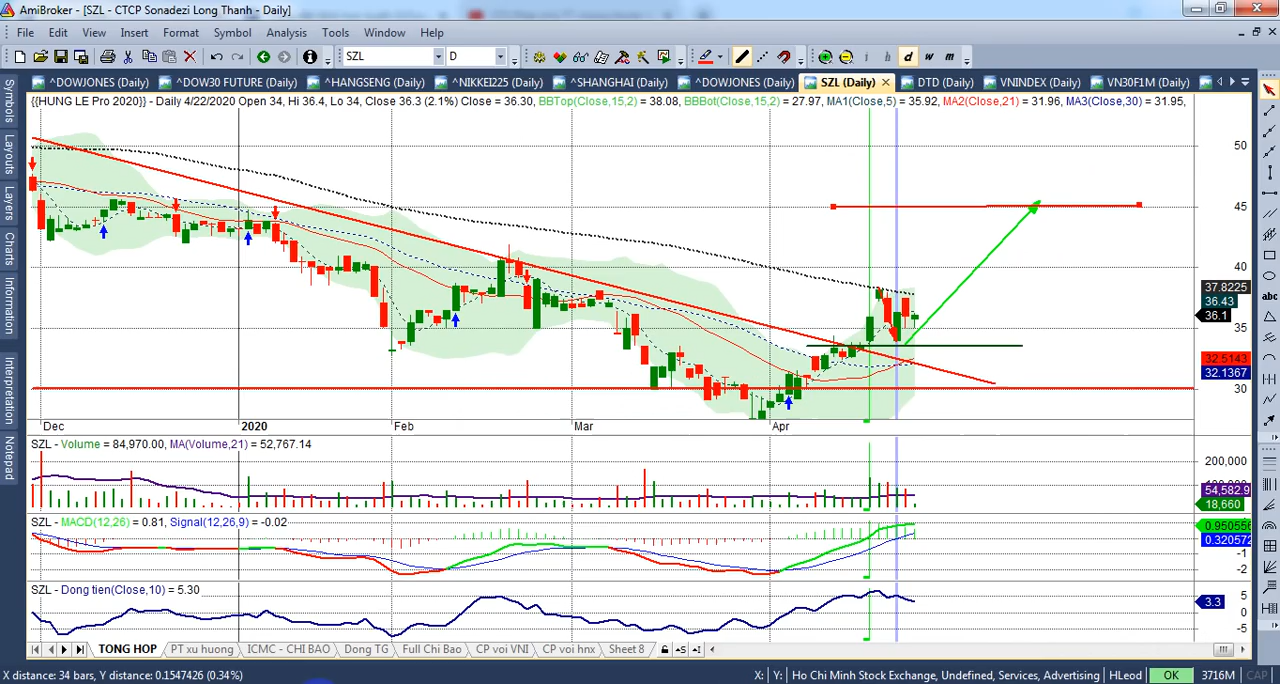 AmiBroker - [SZL - CTCP Sonadezi Long Thanh - Daily]
File Edit View Insert Format Symbol Analysis Tools Window Help
SZL D i h d w m
^DOWJONES (Daily) ^DOW30 FUTURE (Daily) ^HANGSENG (Daily) ^NIKKEI225 (Daily) ^SHANGHAI (Daily) ^DOWJONES (Daily) SZL (Daily) DTD (Daily) VNINDEX (Daily) VN30F1M (Daily)
Symbols
Layouts
Layers
Charts
Information
Interpretation
Notepad
{{HUNG LE Pro 2020}} - Daily 4/22/2020 Open 34, Hi 36.4, Lo 34, Close 36.3 (2.1%) Close = 36.30, BBTop(Close,15,2) = 38.08, BBBot(Close,15,2) = 27.97, MA1(Close,5) = 35.92, MA2(Close,21) = 31.96, MA3(Close,30) = 31.95,
50
45
40
37.8225
36.43
36.1
35
32.5143
32.1367
30
abc
Dec 2020 Feb Mar Apr
SZL - Volume = 84,970.00, MA(Volume,21) = 52,767.14
200,000
54,582.9
18,660
SZL - MACD(12,26) = 0.81, Signal(12,26,9) = -0.02
0.950556
0.320572
-1
-2
SZL - Dong tien(Close,10) = 5.30
5
3.3
0
-5
TONG HOP PT xu huong ICMC - CHI BAO Dong TG Full Chi Bao CP voi VNI CP voi hnx Sheet 8
X distance: 34 bars, Y distance: 0.1547426 (0.34%) X: Y: Ho Chi Minh Stock Exchange, Undefined, Services, Advertising HLeod OK 3716M CAP